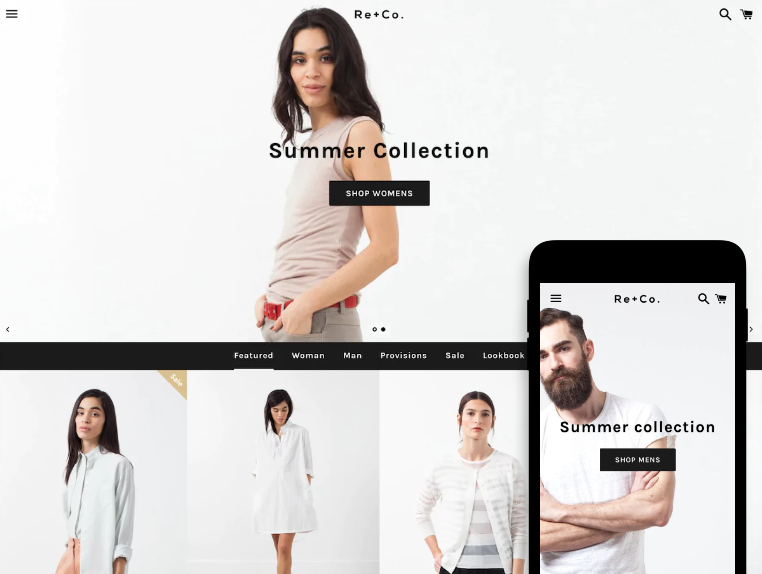 Re+Co.
Summer Collection
SHOP WOMENS
Featured Woman Man Provisions Sale Lookbook
Sale
Re+Co.
Summer collection
SHOP MENS